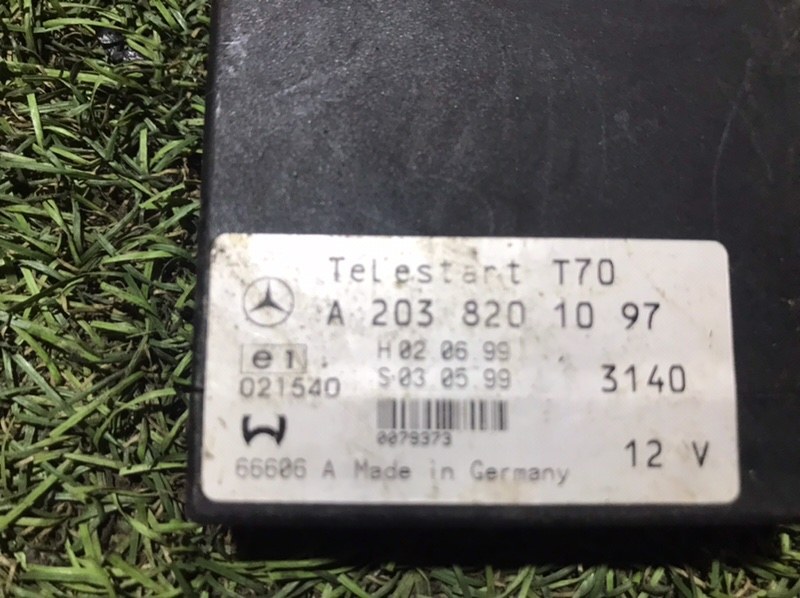 Telestart T70
A 203 820 10 97
e1
H 02 06 99
021540
S 03 05 99
3140
0079373
12 V
66606 A Made in Germany